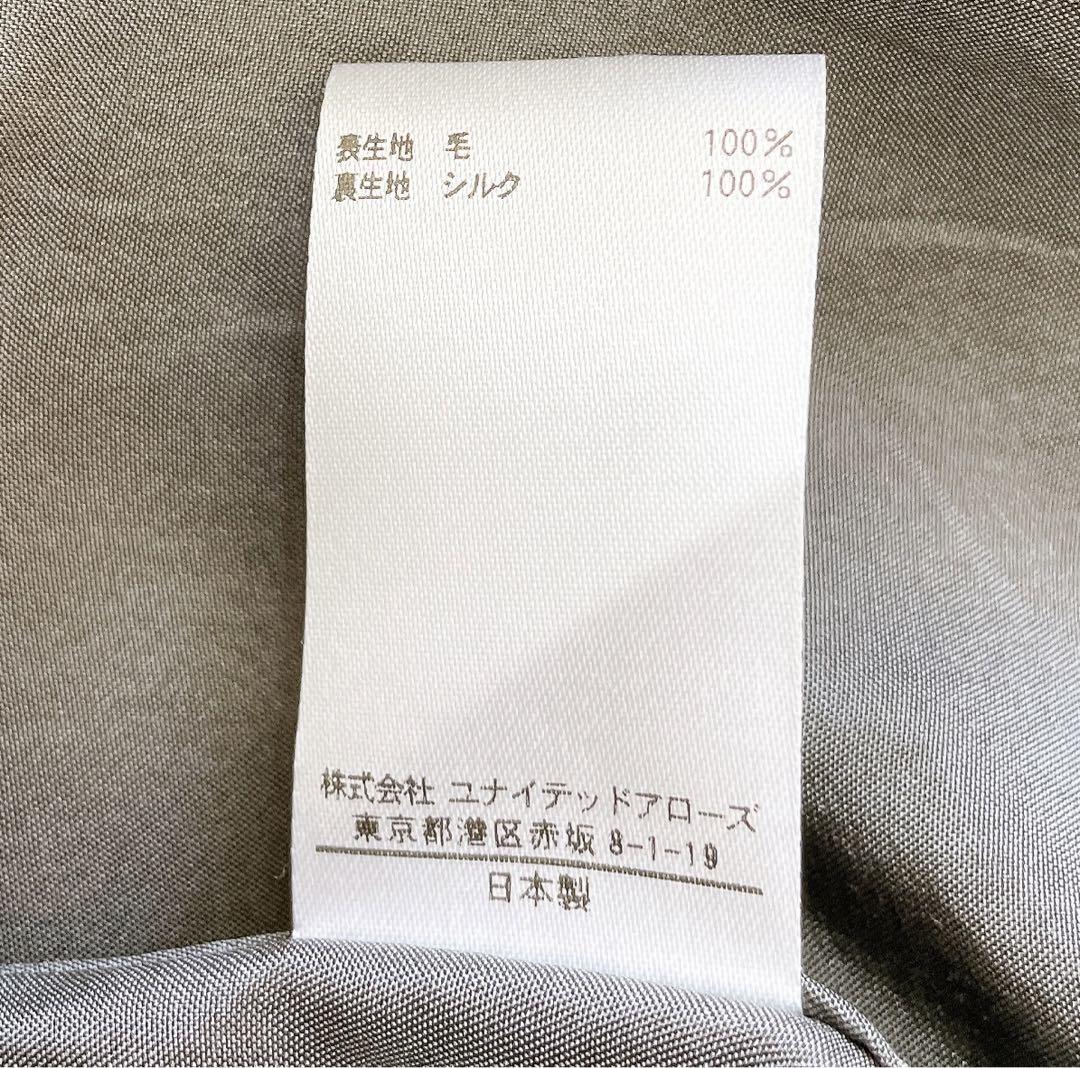 表生地 毛 100%
裏生地 シルク 100%
株式会社 ユナイテッドアローズ
東京都港区赤坂 8-1-19
日本製